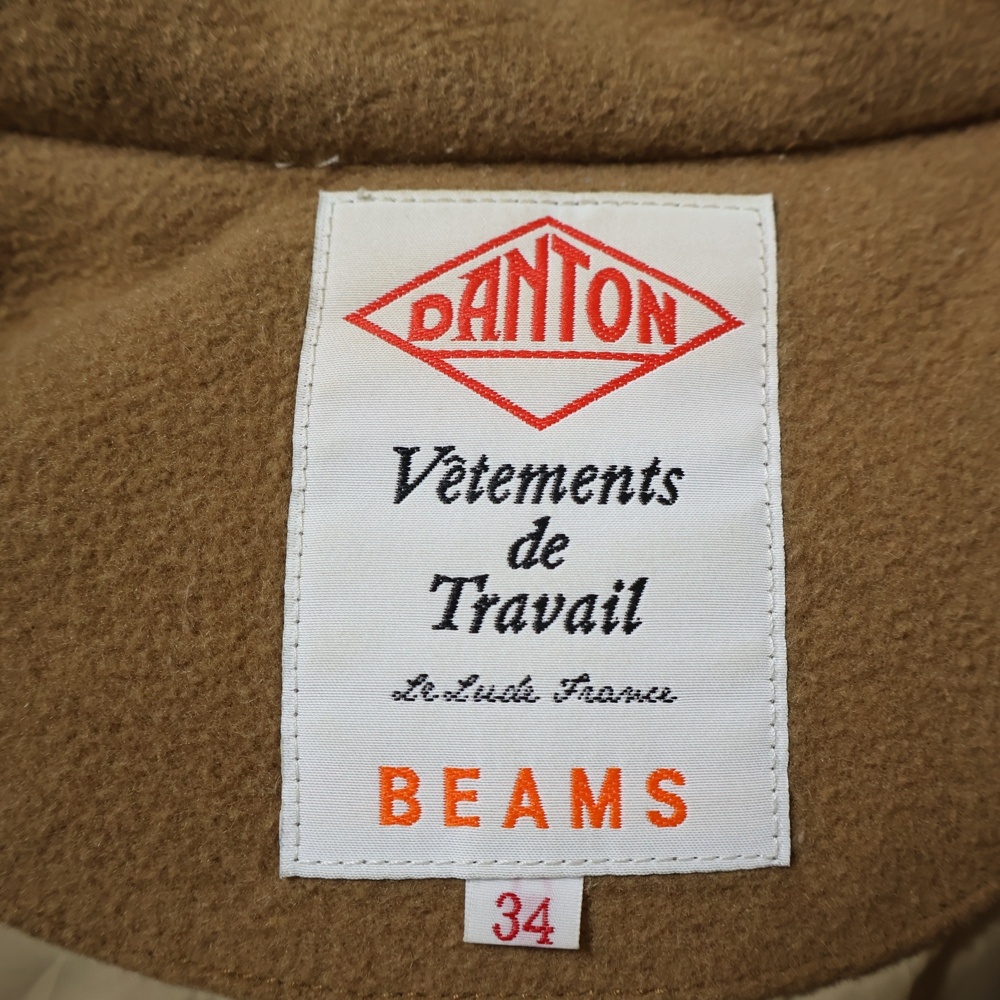 DANTON
Vêtements
de
Travail
Le Lude France
BEAMS
34